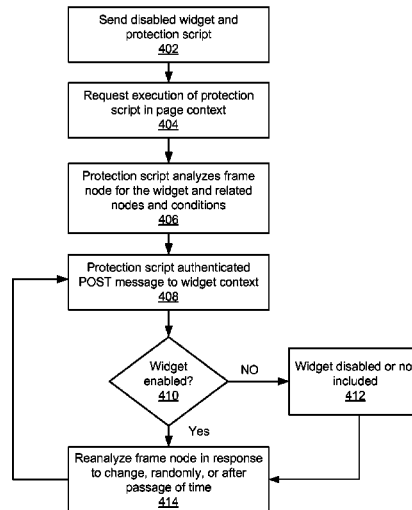 Send disabled widget and
protection script
402
Request execution of protection
script in page context
404
Protection script analyzes frame
node for the widget and related
nodes and conditions
406
Protection script authenticated
POST message to widget context
408
Widget
enabled?
410
NO
Widget disabled or no
included
412
Yes
Reanalyze frame node in response
to change, randomly, or after
passage of time
414